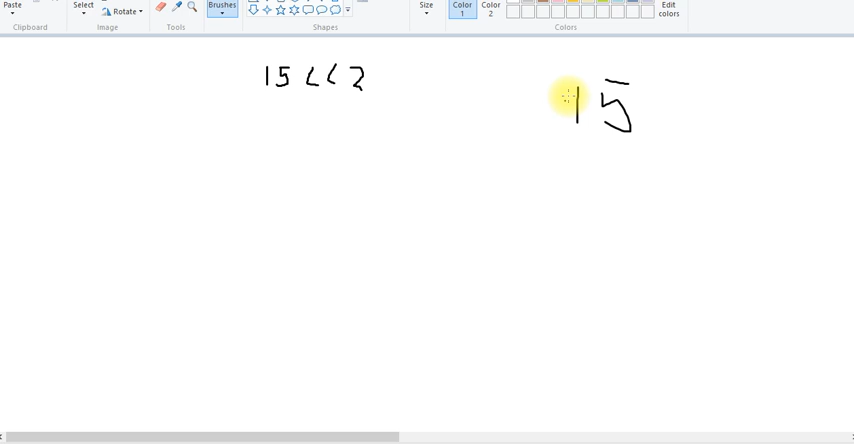 Paste
Select
Rotate
Brushes
Size
Color 1
Color 2
Edit colors
Clipboard
Image
Tools
Shapes
Colors
15 << 2
15